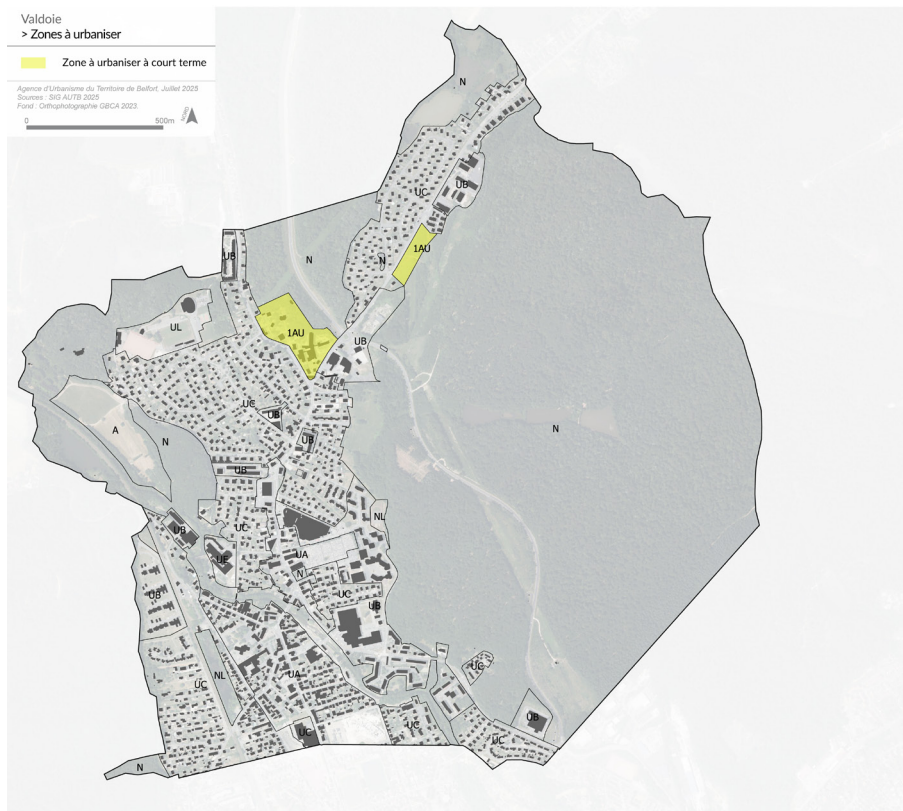 Valdoie
> Zones à urbaniser
Zone à urbaniser à court terme
Agence d'Urbanisme du Territoire de Belfort, Juillet 2025
Sources : SIG AUTB 2025
Fond : Orthophotographie GBCA 2023.
NORD
0 500m
N
UC
UB
1AU
N
UB
N
UL
1AU
UB
UC
UB
A
N
UB
N
UB
NL
UB
UC
UE
UA
N
UC
UB
UB
UC
NL
UA
UC
UC
UC
UB
UC
N